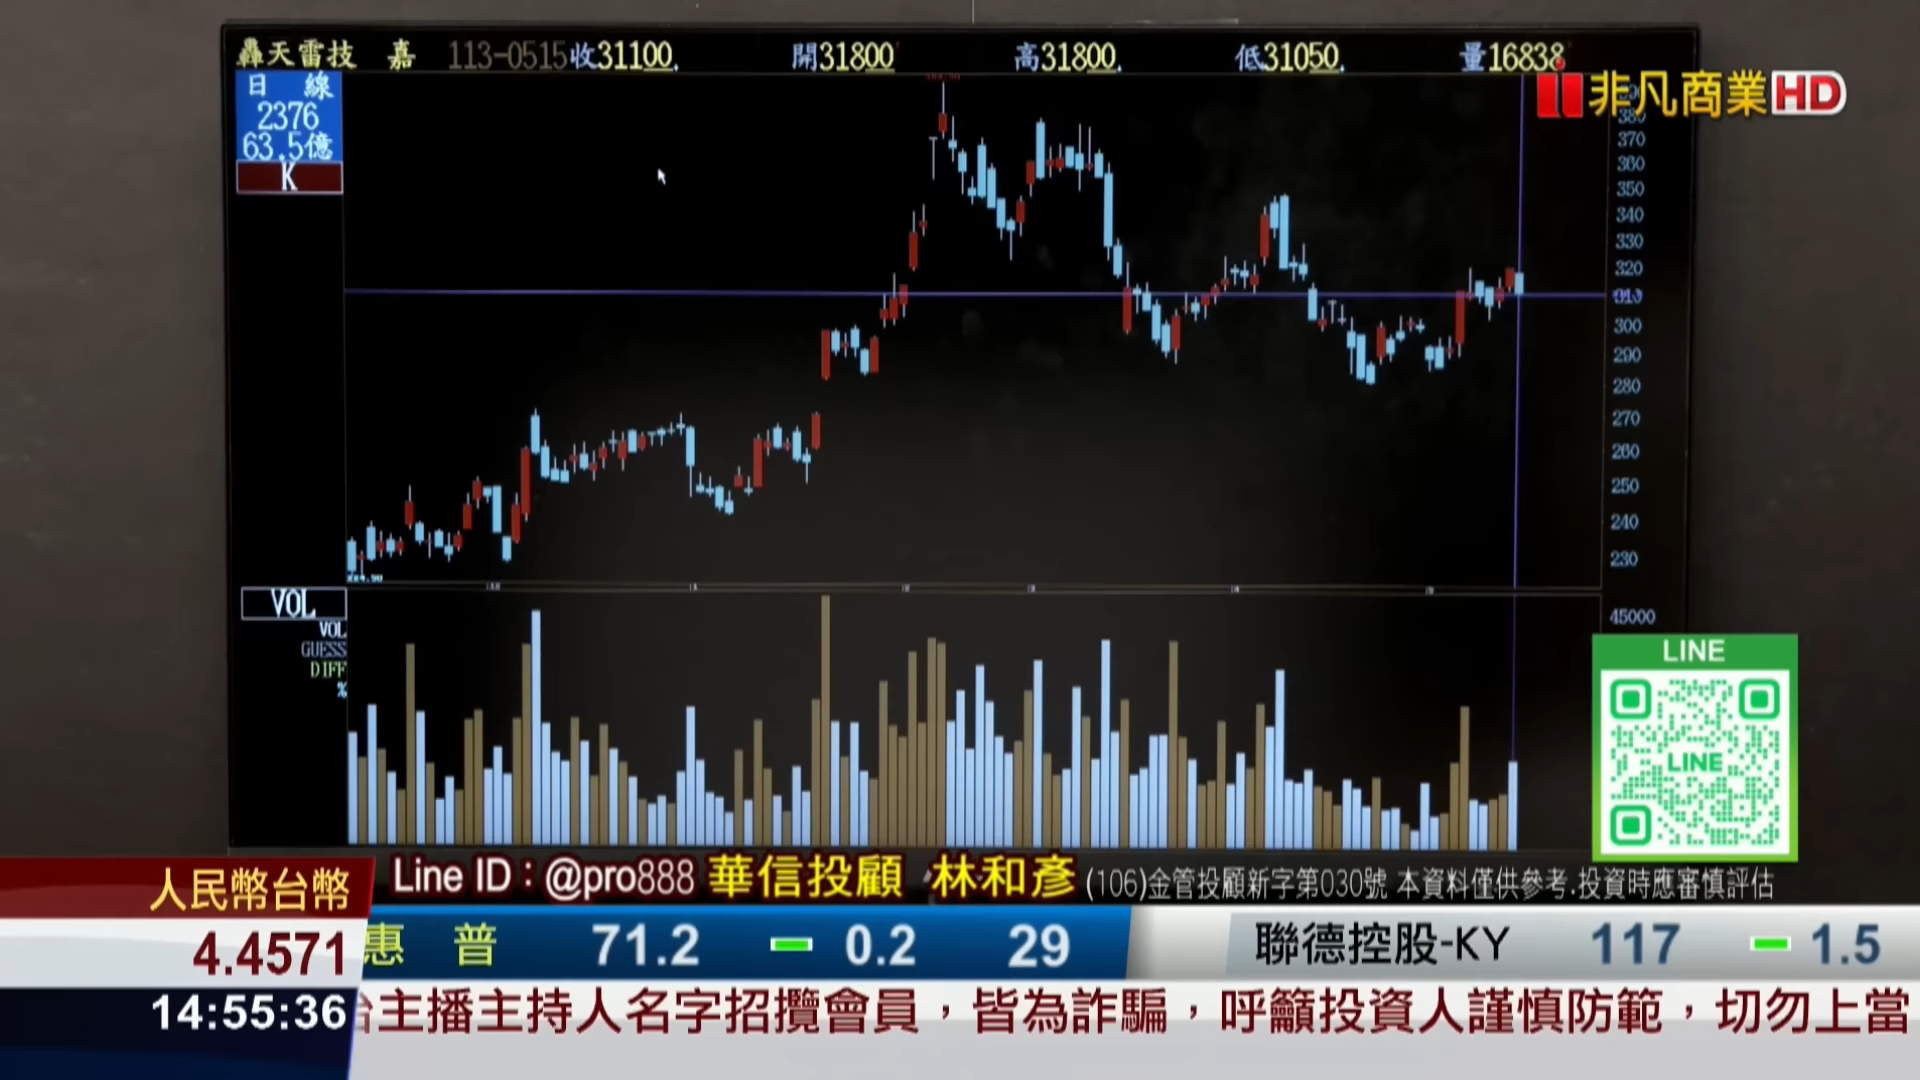 轟天雷技 嘉 113-0515收31100. 開31800 高31800. 低31050. 量16838
非凡商業HD
日 線
2376
63.5億
K
380
370
360
350
340
330
320
310
300
290
280
270
260
250
240
230
VOL
VOL
GUESS
DIFF
%
45000
LINE
LINE
Line ID：@pro888 華信投顧 林和彥 (106)金管投顧新字第030號 本資料僅供參考.投資時應審慎評估
人民幣台幣
4.4571
惠 普 71.2 0.2 29 聯德控股-KY 117 1.5
14:55:36
台主播主持人名字招攬會員，皆為詐騙，呼籲投資人謹慎防範，切勿上當